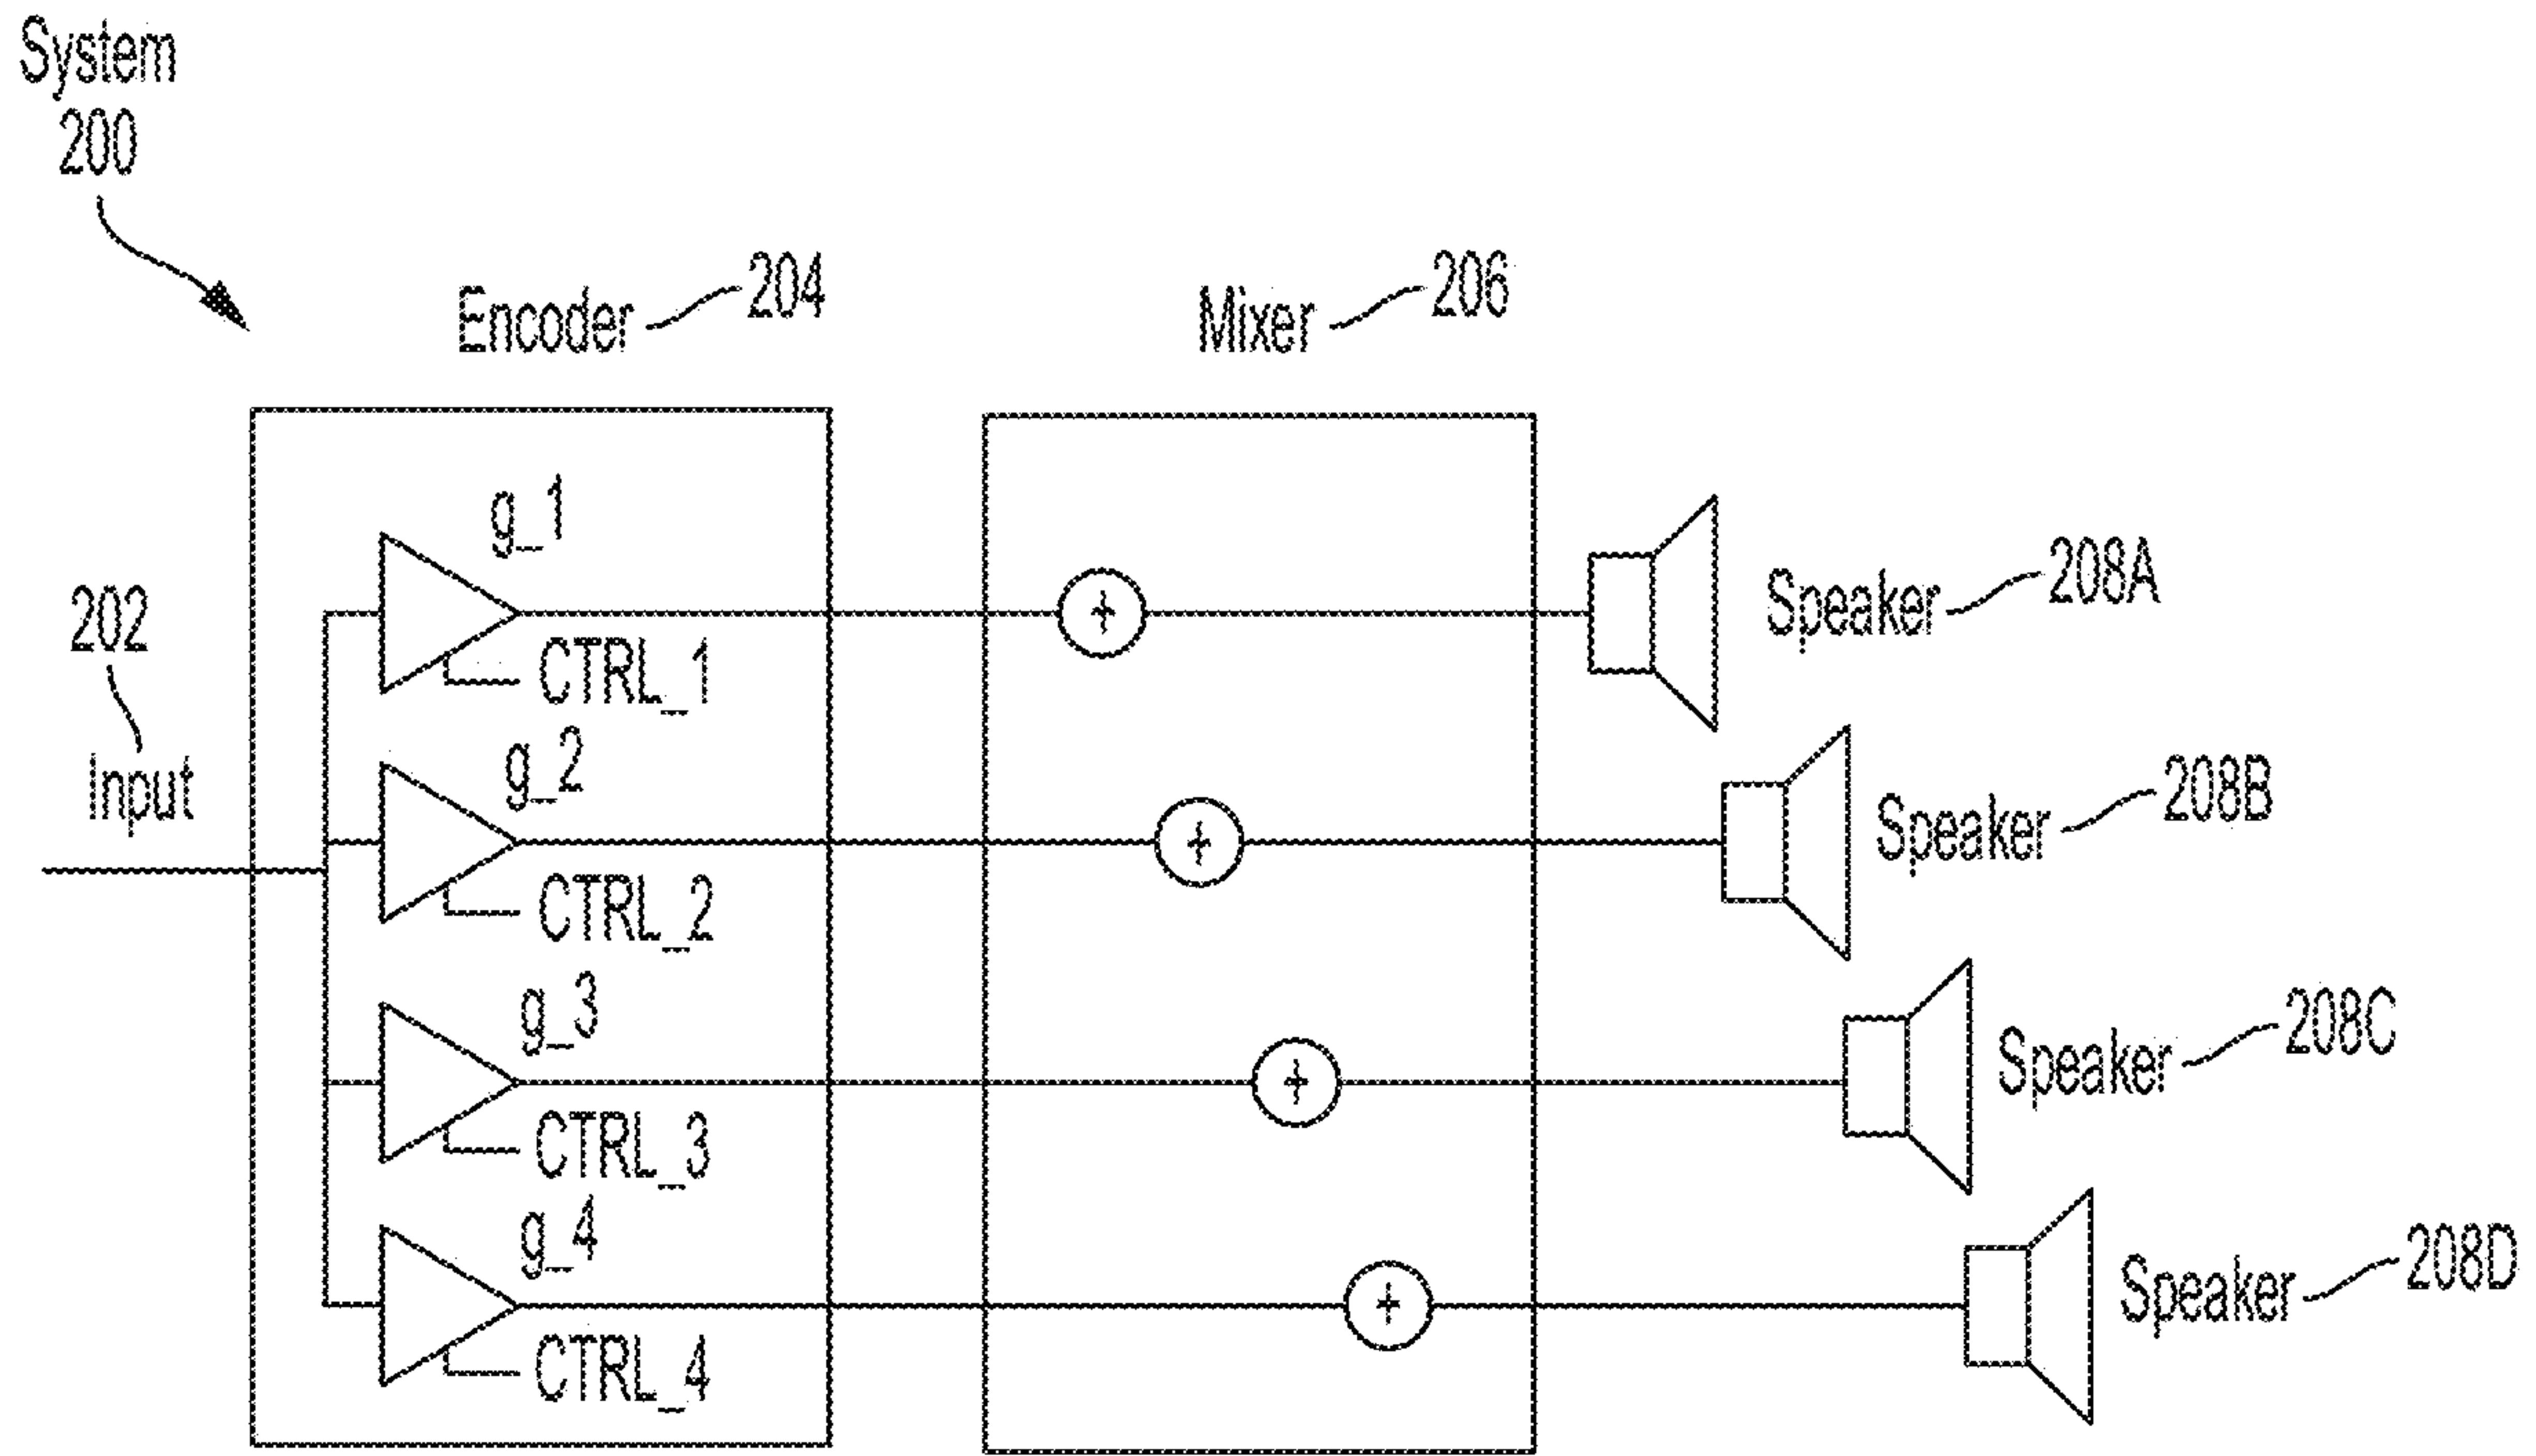 System
200
Encoder 204
Mixer 206
g_1
202
CTRL_1
Speaker 208A
g_2
Input
CTRL_2
Speaker 208B
g_3
CTRL_3
Speaker 208C
g_4
CTRL_4
Speaker 208D
+
+
+
+